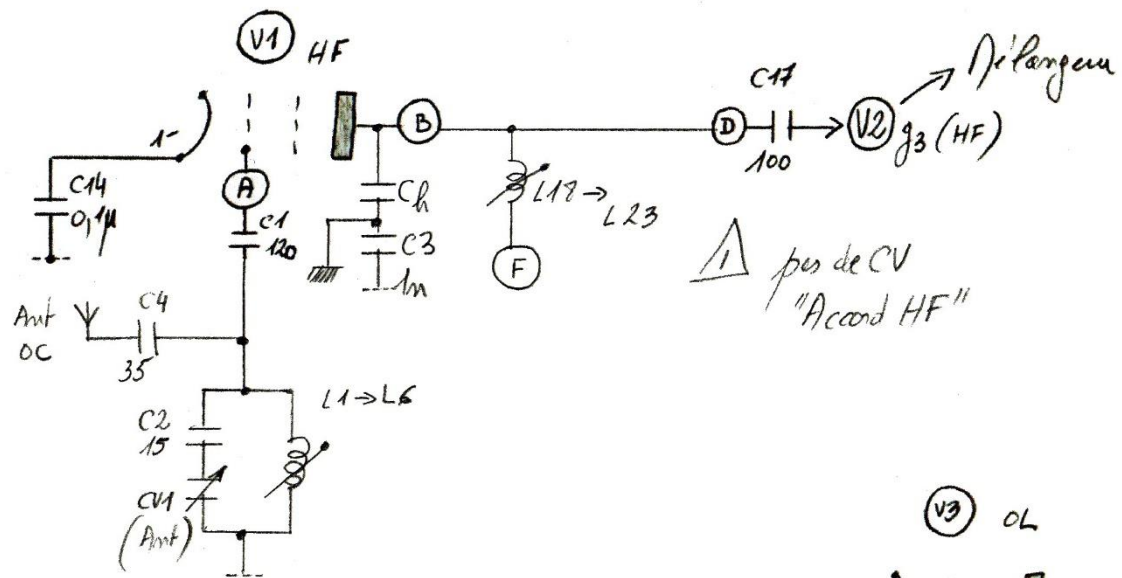 V1 HF
1-
C14
0,1µ
A
C1
120
Ant
OC
C4
35
C2
15
CV1
(Ant)
L1→L6
B
Ch
C3
1n
L18→
L23
F
D
C17
100
V2
g3 (HF)
Mélangeur
pas de CV
"Accord HF"
V3 OL